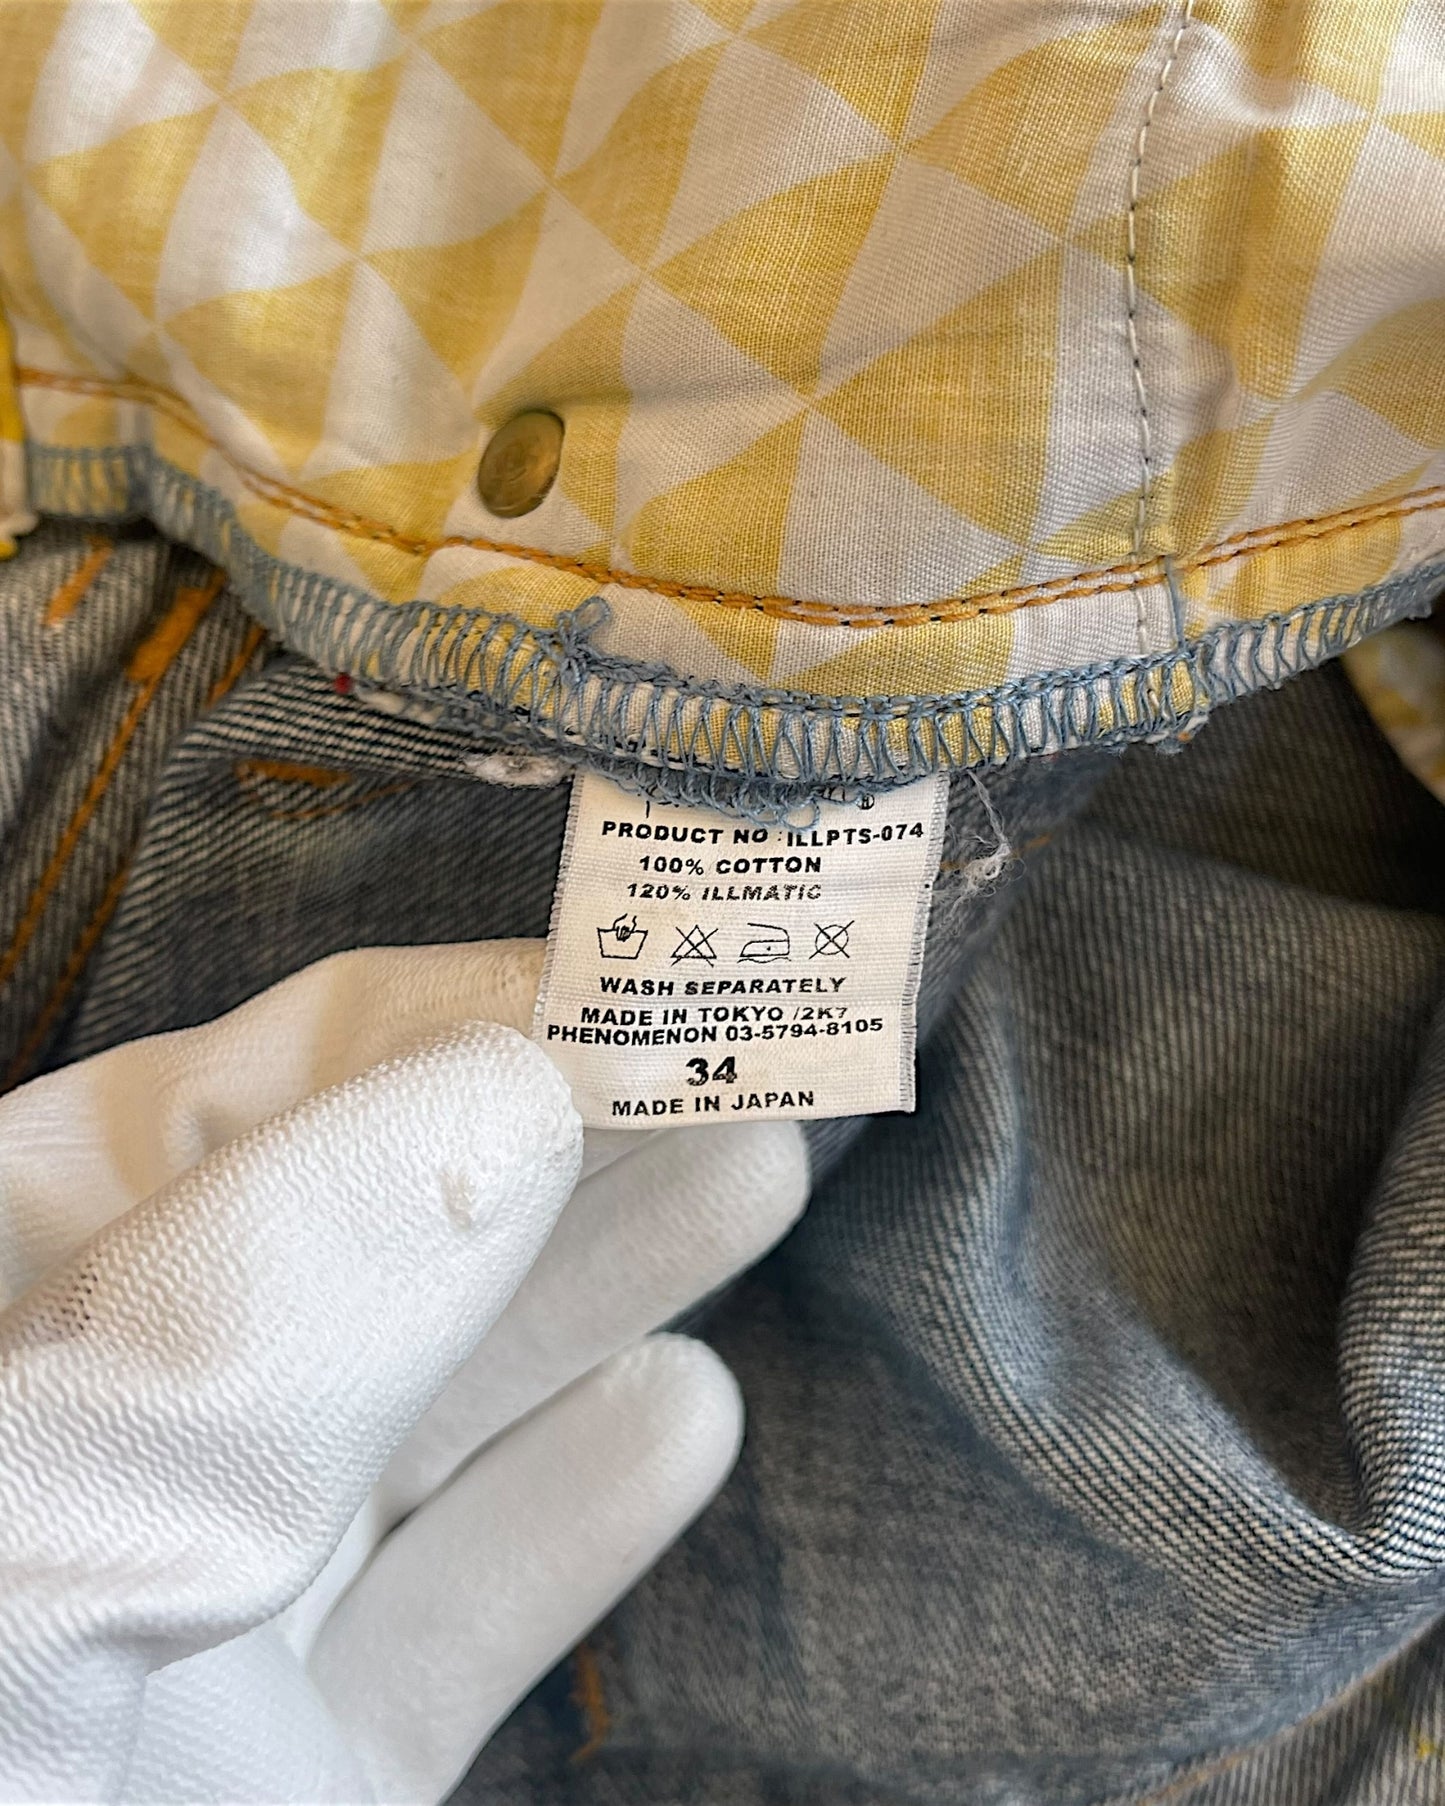 PRODUCT NO : ILLPTS-074
100% COTTON
120% ILLMATIC
WASH SEPARATELY
MADE IN TOKYO /2K7
PHENOMENON 03-5794-8105
34
MADE IN JAPAN